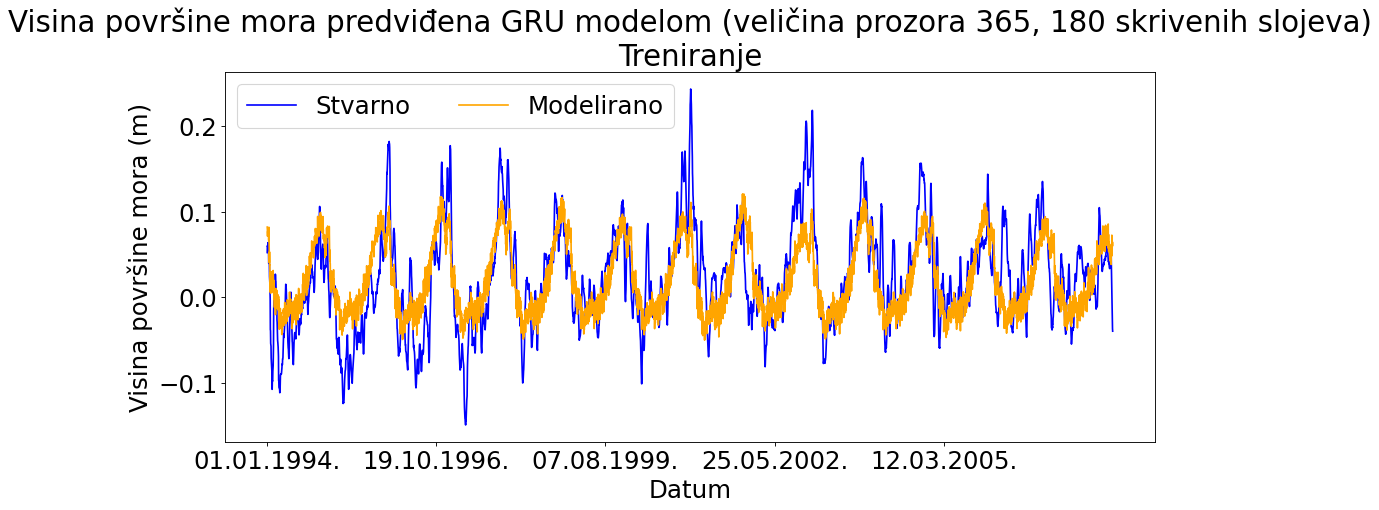 Visina površine mora predviđena GRU modelom (veličina prozora 365, 180 skrivenih slojeva)
Treniranje
Stvarno
Modelirano
Visina površine mora (m)
0.2
0.1
0.0
−0.1
01.01.1994.
19.10.1996.
07.08.1999.
25.05.2002.
12.03.2005.
Datum